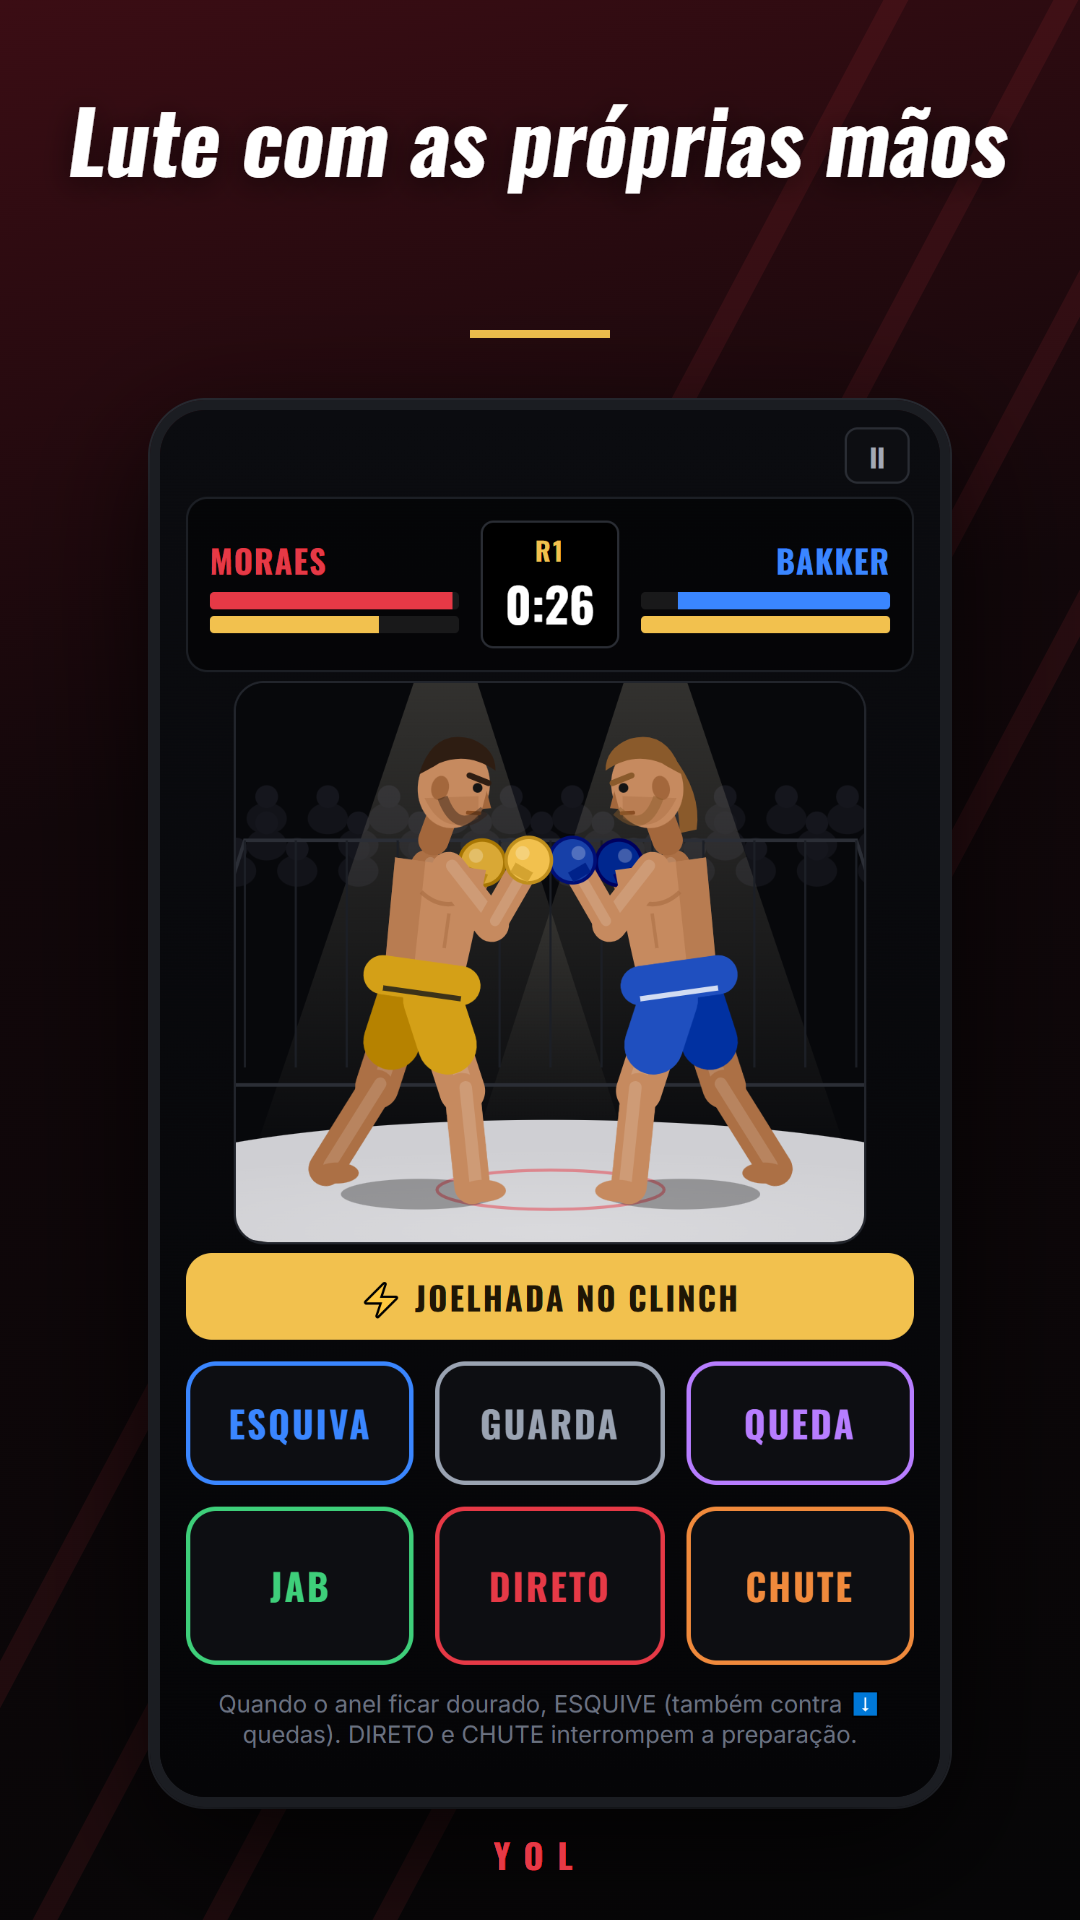 Lute com as próprias mãos
MORAES
R1
0:26
BAKKER
JOELHADA NO CLINCH
ESQUIVA
GUARDA
QUEDA
JAB
DIRETO
CHUTE
Quando o anel ficar dourado, ESQUIVE (também contra ⬇️
quedas). DIRETO e CHUTE interrompem a preparação.
YOL